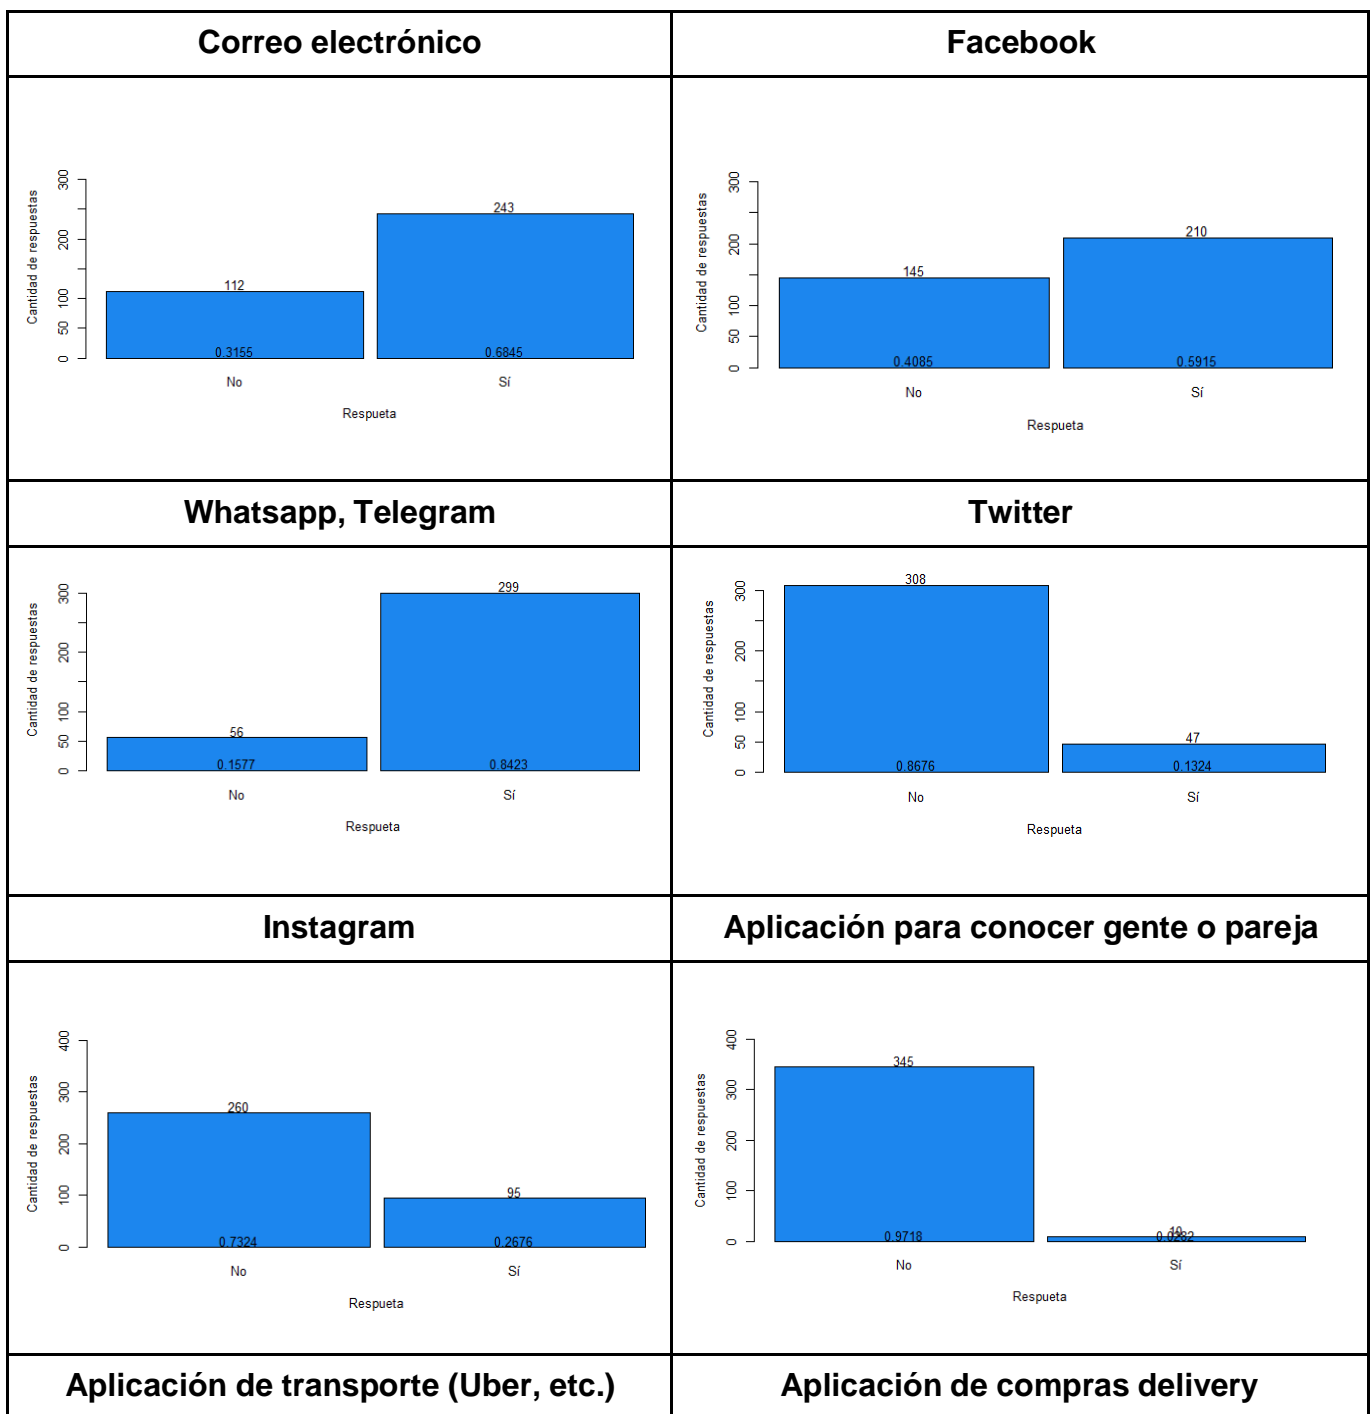 Correo electrónico
Facebook
Cantidad de respuestas
300
200
100
50
0
112
243
0.3155
0.6845
No
Sí
Respueta
Cantidad de respuestas
300
200
100
50
0
145
210
0.4085
0.5915
No
Sí
Respueta
Whatsapp, Telegram
Twitter
Cantidad de respuestas
300
200
100
50
0
56
299
0.1577
0.8423
No
Sí
Respueta
Cantidad de respuestas
300
200
100
50
0
308
47
0.8676
0.1324
No
Sí
Respueta
Instagram
Aplicación para conocer gente o pareja
Cantidad de respuestas
400
300
200
100
0
260
95
0.7324
0.2676
No
Sí
Respueta
Cantidad de respuestas
400
300
200
100
0
345
10
0.9718
0.0282
No
Sí
Respueta
Aplicación de transporte (Uber, etc.)
Aplicación de compras delivery